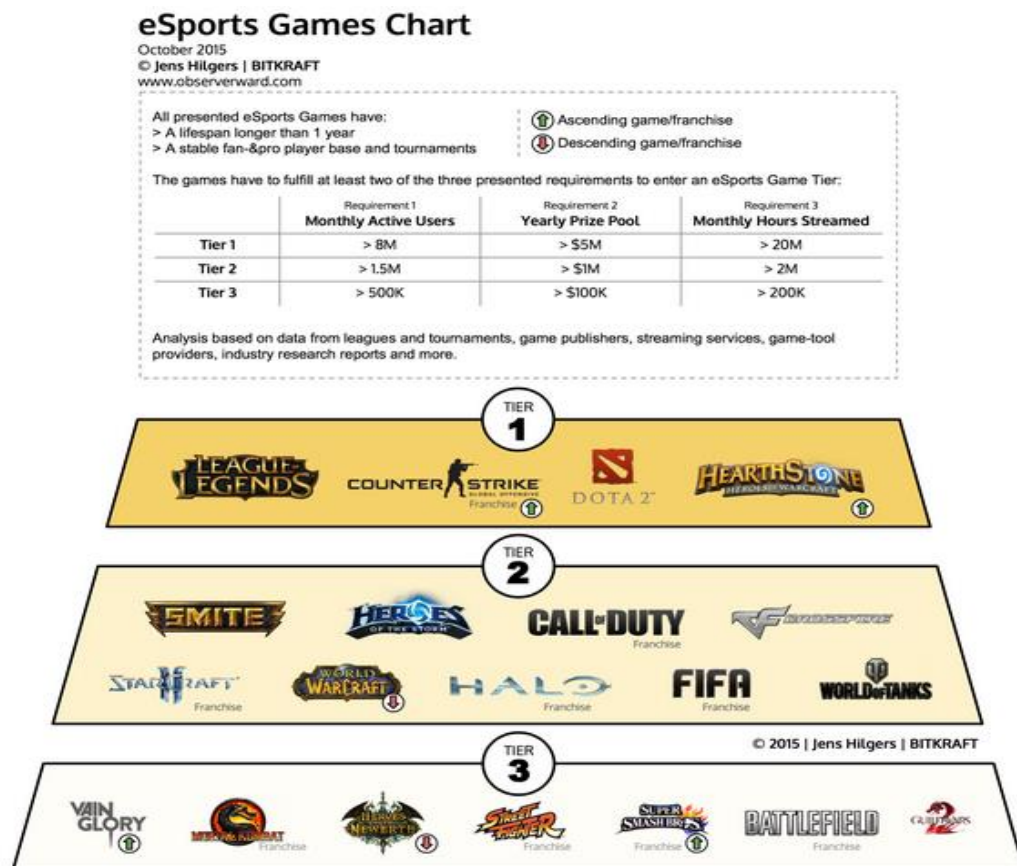 eSports Games Chart
October 2015
© Jens Hilgers | BITKRAFT
www.observerward.com
All presented eSports Games have:
> A lifespan longer than 1 year
> A stable fan-&pro player base and tournaments
Ascending game/franchise
Descending game/franchise
The games have to fulfill at least two of the three presented requirements to enter an eSports Game Tier:
Requirement 1 Requirement 2 Requirement 3
Monthly Active Users Yearly Prize Pool Monthly Hours Streamed
Tier 1 > 8M > $5M > 20M
Tier 2 > 1.5M > $1M > 2M
Tier 3 > 500K > $100K > 200K
Analysis based on data from leagues and tournaments, game publishers, streaming services, game-tool
providers, industry research reports and more.
TIER
1
LEAGUE OF
LEGENDS
COUNTER STRIKE
GLOBAL OFFENSIVE
Franchise
DOTA 2
HEARTHSTONE
HEROES OF WARCRAFT
TIER
2
SMITE
HEROES
OF THE STORM
CALL OF DUTY
Franchise
CROSSFIRE
STARCRAFT II
Franchise
WORLD
OF
WARCRAFT
HALO
Franchise
FIFA
Franchise
WORLD OF TANKS
© 2015 | Jens Hilgers | BITKRAFT
TIER
3
VAIN
GLORY
MORTAL KOMBAT
Franchise
HEROES
OF
NEWERTH
STREET
FIGHTER
Franchise
SUPER
SMASH BROS
Franchise
BATTLEFIELD
Franchise
GUILD WARS
2